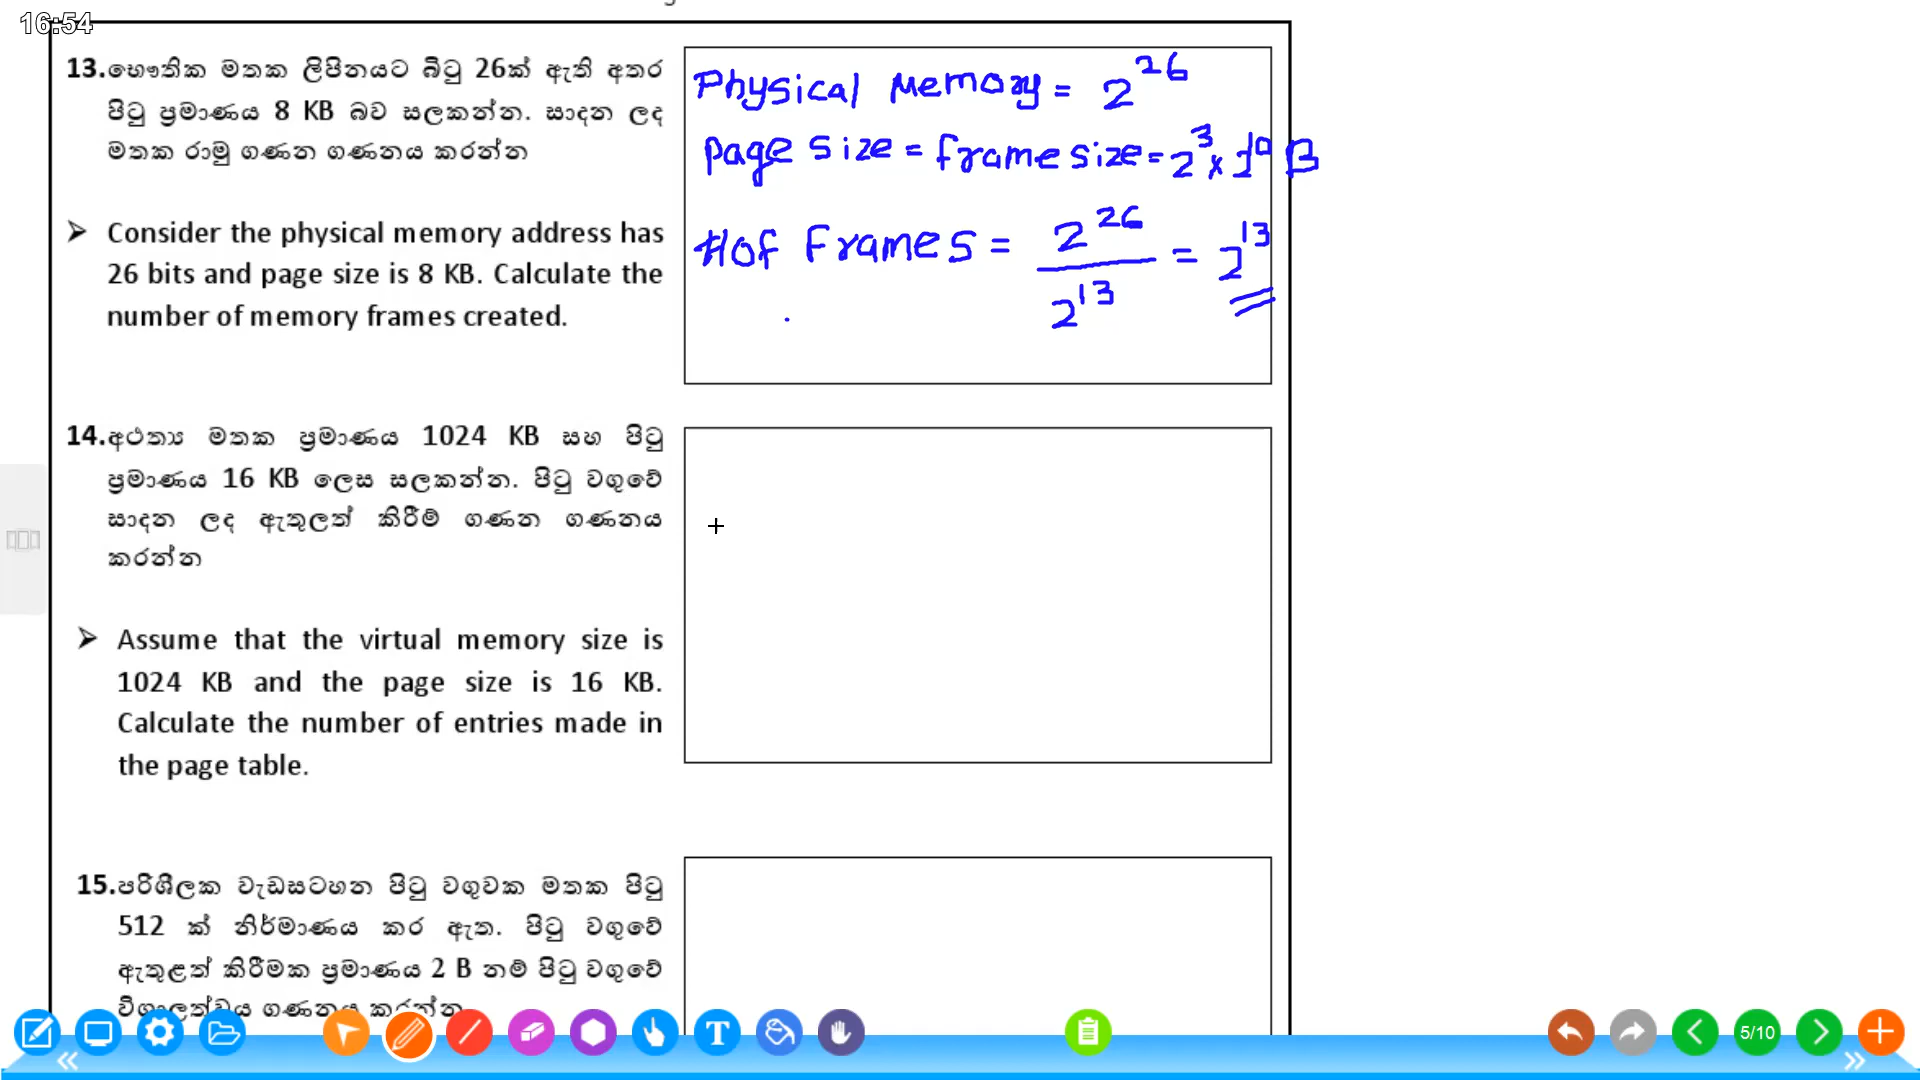 16:54
13.භෞතික මතක ලිපිනයට බිටු 26ක් ඇති අතර
පිටු ප්‍රමාණය 8 KB බව සලකන්න. සාදන ලද
මතක රාමු ගණන ගණනය කරන්න
➢ Consider the physical memory address has
26 bits and page size is 8 KB. Calculate the
number of memory frames created.
Physical Memory = 2^26
Page size = frame size = 2^3 x 2^10 B
# of Frames = 2^26 / 2^13 = 2^13
14.අථත්‍ය මතක ප්‍රමාණය 1024 KB සහ පිටු
ප්‍රමාණය 16 KB ලෙස සලකන්න. පිටු වගුවේ
සාදන ලද ඇතුලත් කිරීම් ගණන ගණනය
කරන්න
➢ Assume that the virtual memory size is
1024 KB and the page size is 16 KB.
Calculate the number of entries made in
the page table.
15.පරිශීලක වැඩසටහන පිටු වගුවක මතක පිටු
512 ක් නිර්මාණය කර ඇත. පිටු වගුවේ
ඇතුළත් කිරීමක ප්‍රමාණය 2 B නම් පිටු වගුවේ
විශාලත්වය ගණනය කරන්න
T
5/10